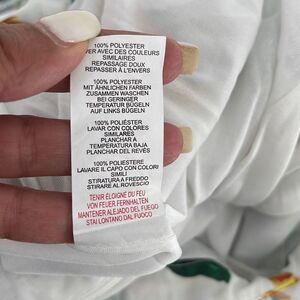 100% POLYESTER
VER AVEC DES COULEURS
SIMILAIRES
REPASSAGE DOUX
REPASSER À L'ENVERS
100% POLYESTER
MIT ÄHNLICHEN FARBEN
ZUSAMMEN WASCHEN
BEI GERINGER
TEMPERATUR BÜGELN
AUF LINKS BÜGELN
100% POLIÉSTER
LAVAR CON COLORES
SIMILARES
PLANCHAR A
TEMPERATURA BAJA
PLANCHAR DEL REVÉS
100% POLIESTERE
LAVARE IL CAPO CON COLORI
SIMILI
STIRATURA A FREDDO
STIRARE AL ROVESCIO
TENIR ÉLOIGNÉ DU FEU
VON FEUER FERNHALTEN
MANTENER ALEJADO DEL FUEGO
STAI LONTANO DAL FUOCO